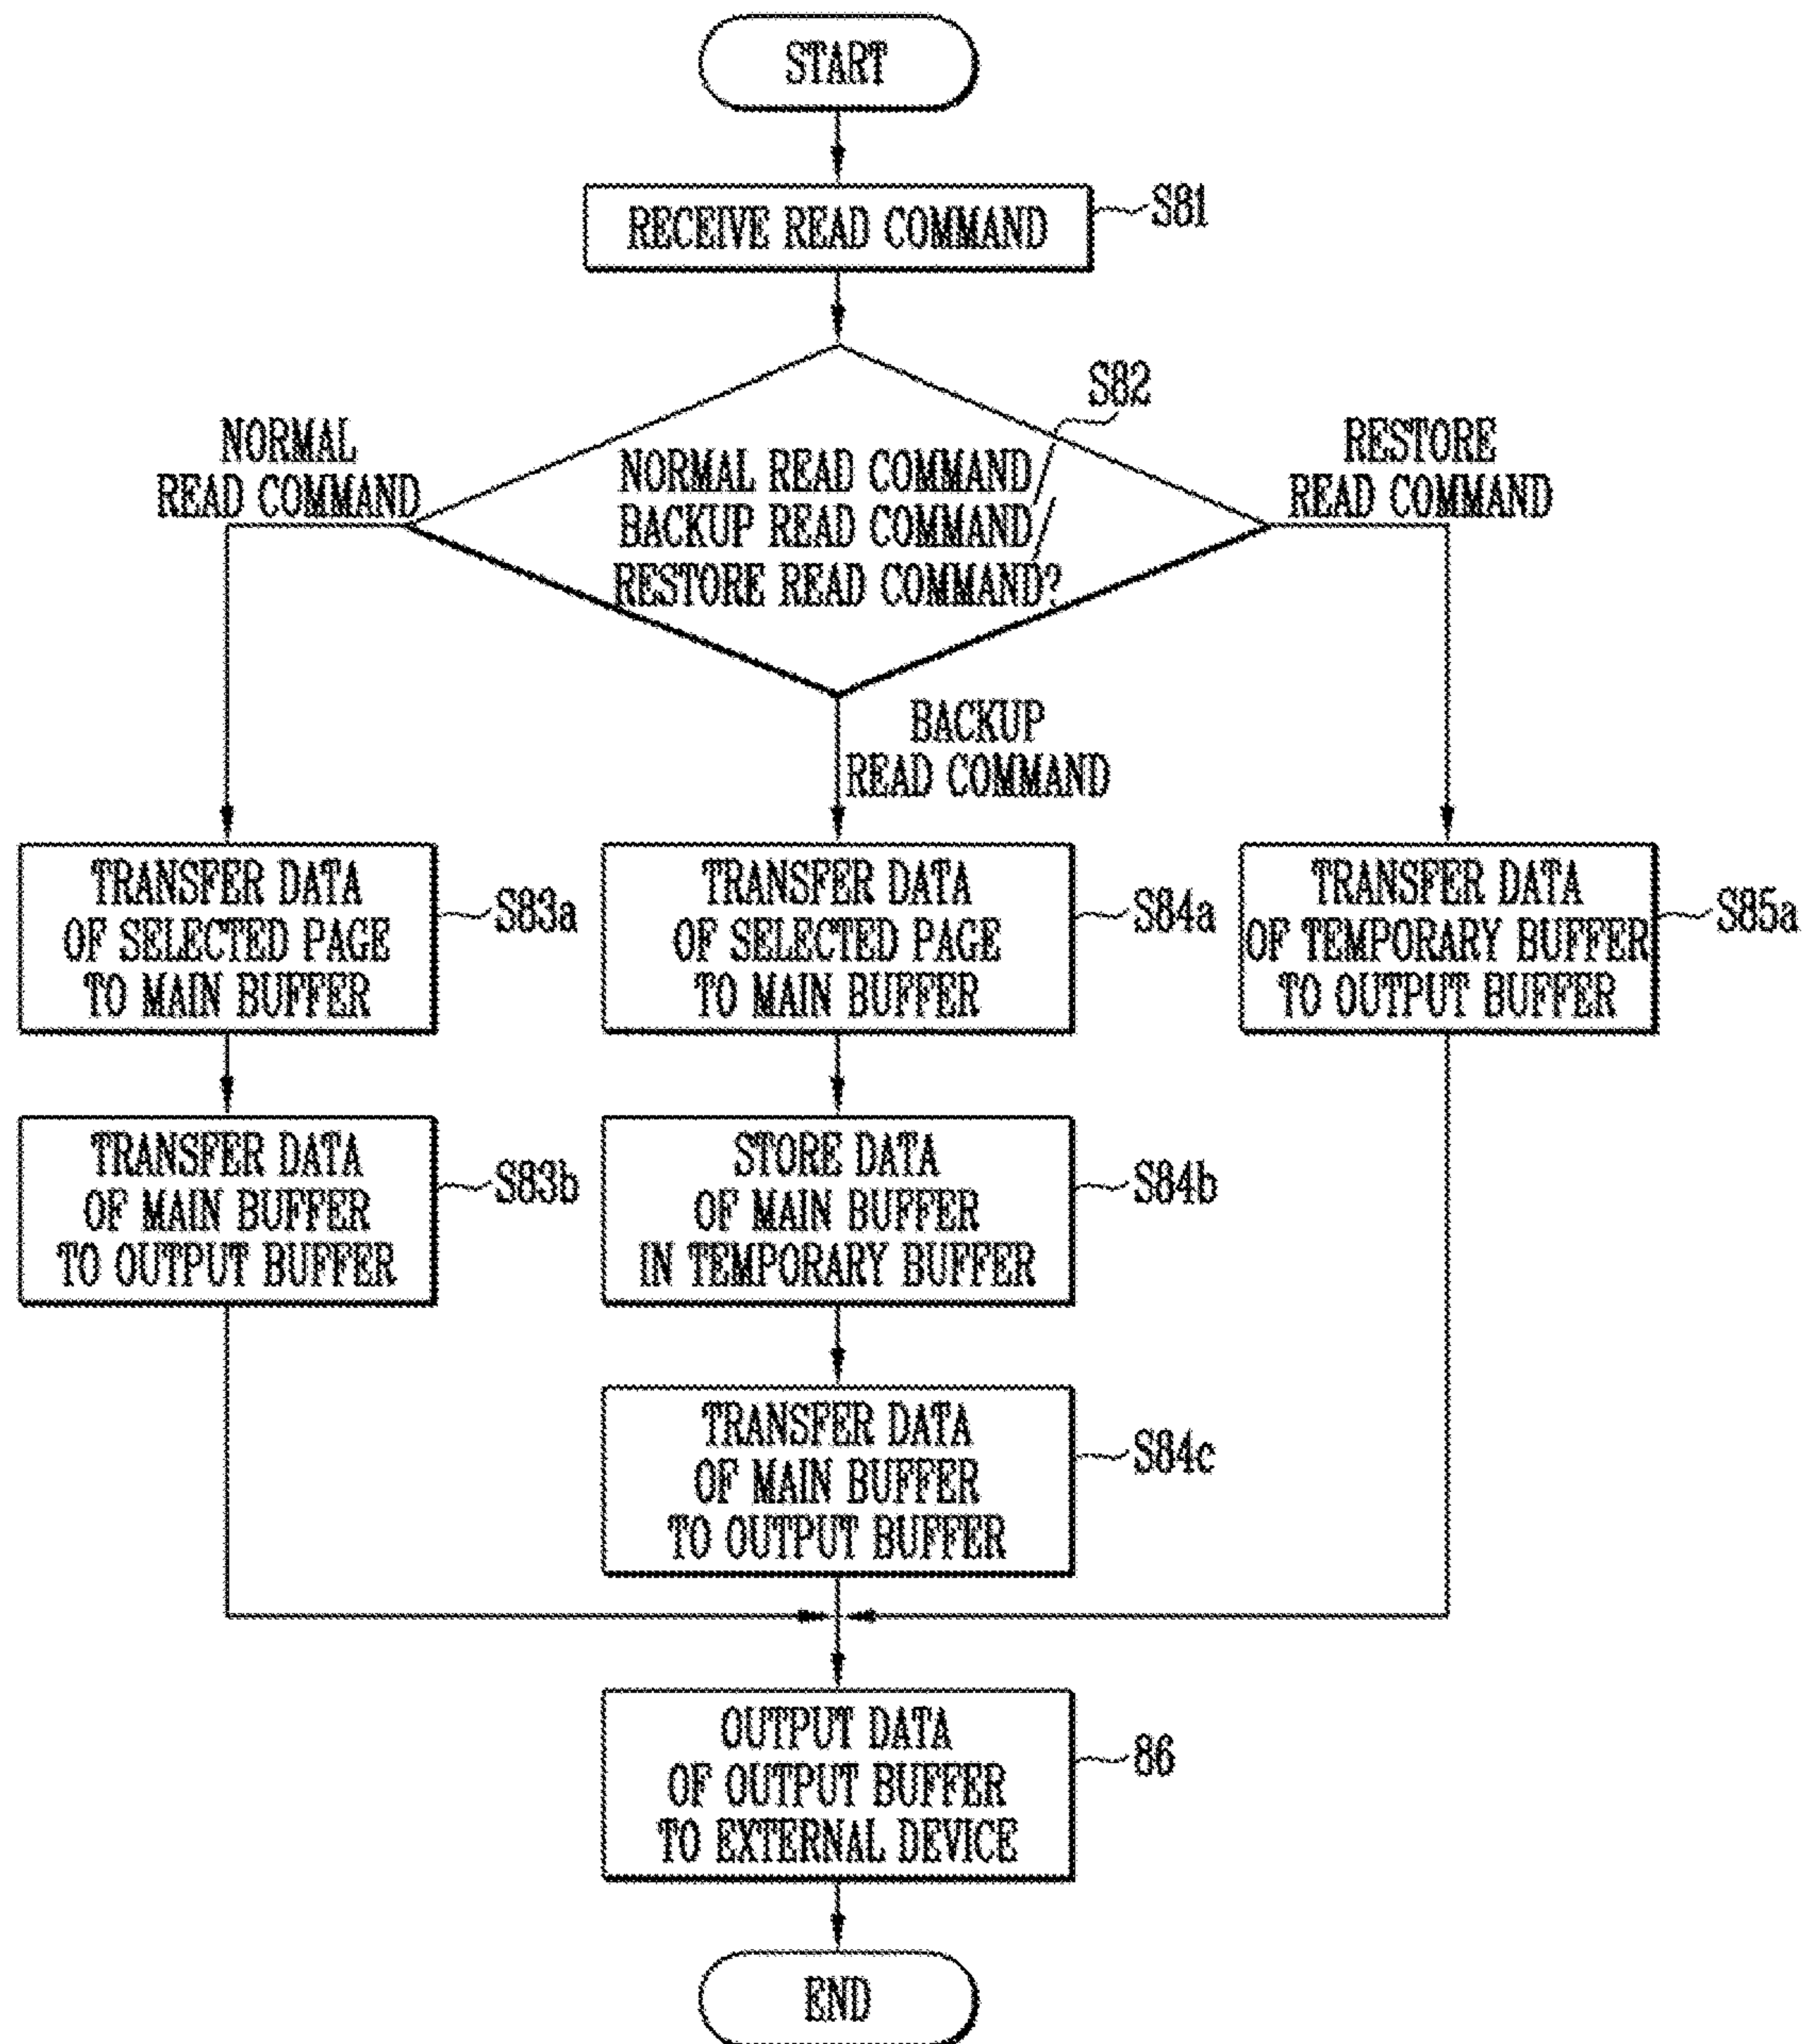 START
RECEIVE READ COMMAND
S81
S82
NORMAL
READ COMMAND
NORMAL READ COMMAND/
BACKUP READ COMMAND/
RESTORE READ COMMAND?
RESTORE
READ COMMAND
BACKUP
READ COMMAND
TRANSFER DATA
OF SELECTED PAGE
TO MAIN BUFFER
S83a
TRANSFER DATA
OF SELECTED PAGE
TO MAIN BUFFER
S84a
TRANSFER DATA
OF TEMPORARY BUFFER
TO OUTPUT BUFFER
S85a
TRANSFER DATA
OF MAIN BUFFER
TO OUTPUT BUFFER
S83b
STORE DATA
OF MAIN BUFFER
IN TEMPORARY BUFFER
S84b
TRANSFER DATA
OF MAIN BUFFER
TO OUTPUT BUFFER
S84c
OUTPUT DATA
OF OUTPUT BUFFER
TO EXTERNAL DEVICE
86
END